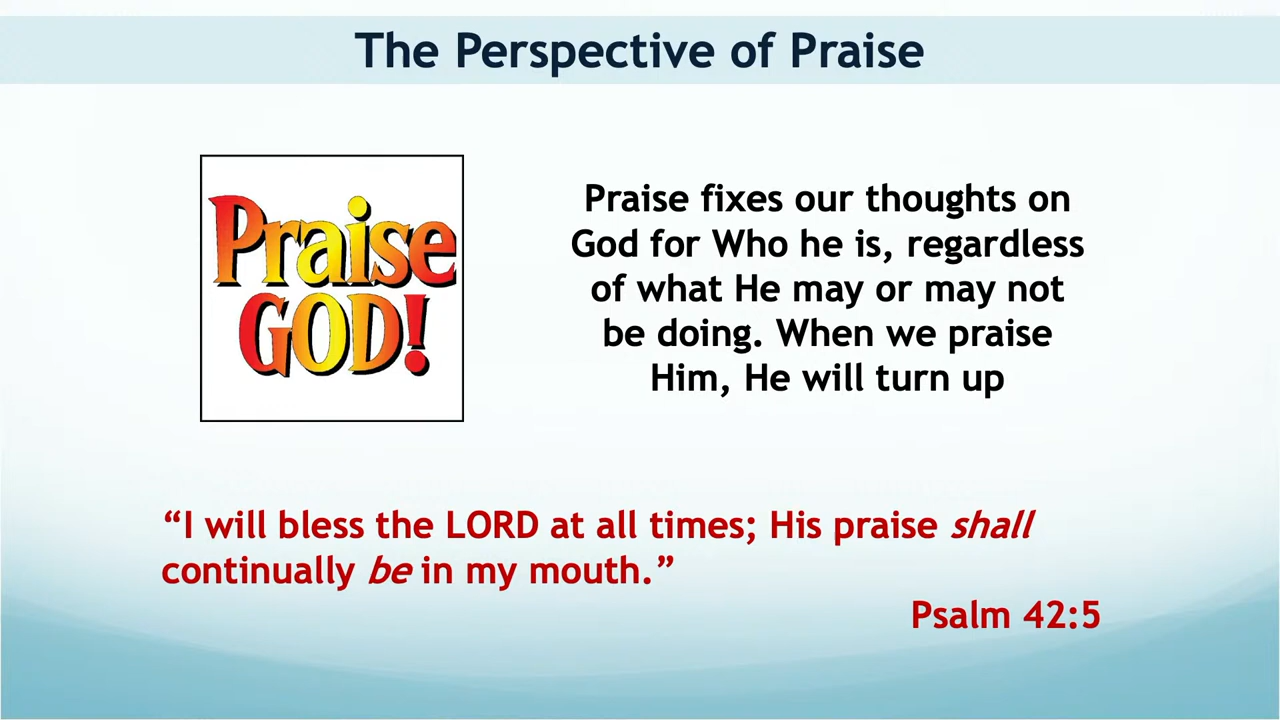 The Perspective of Praise
Praise
GOD!
Praise fixes our thoughts on
God for Who he is, regardless
of what He may or may not
be doing. When we praise
Him, He will turn up
“I will bless the LORD at all times; His praise shall
continually be in my mouth.”
Psalm 42:5